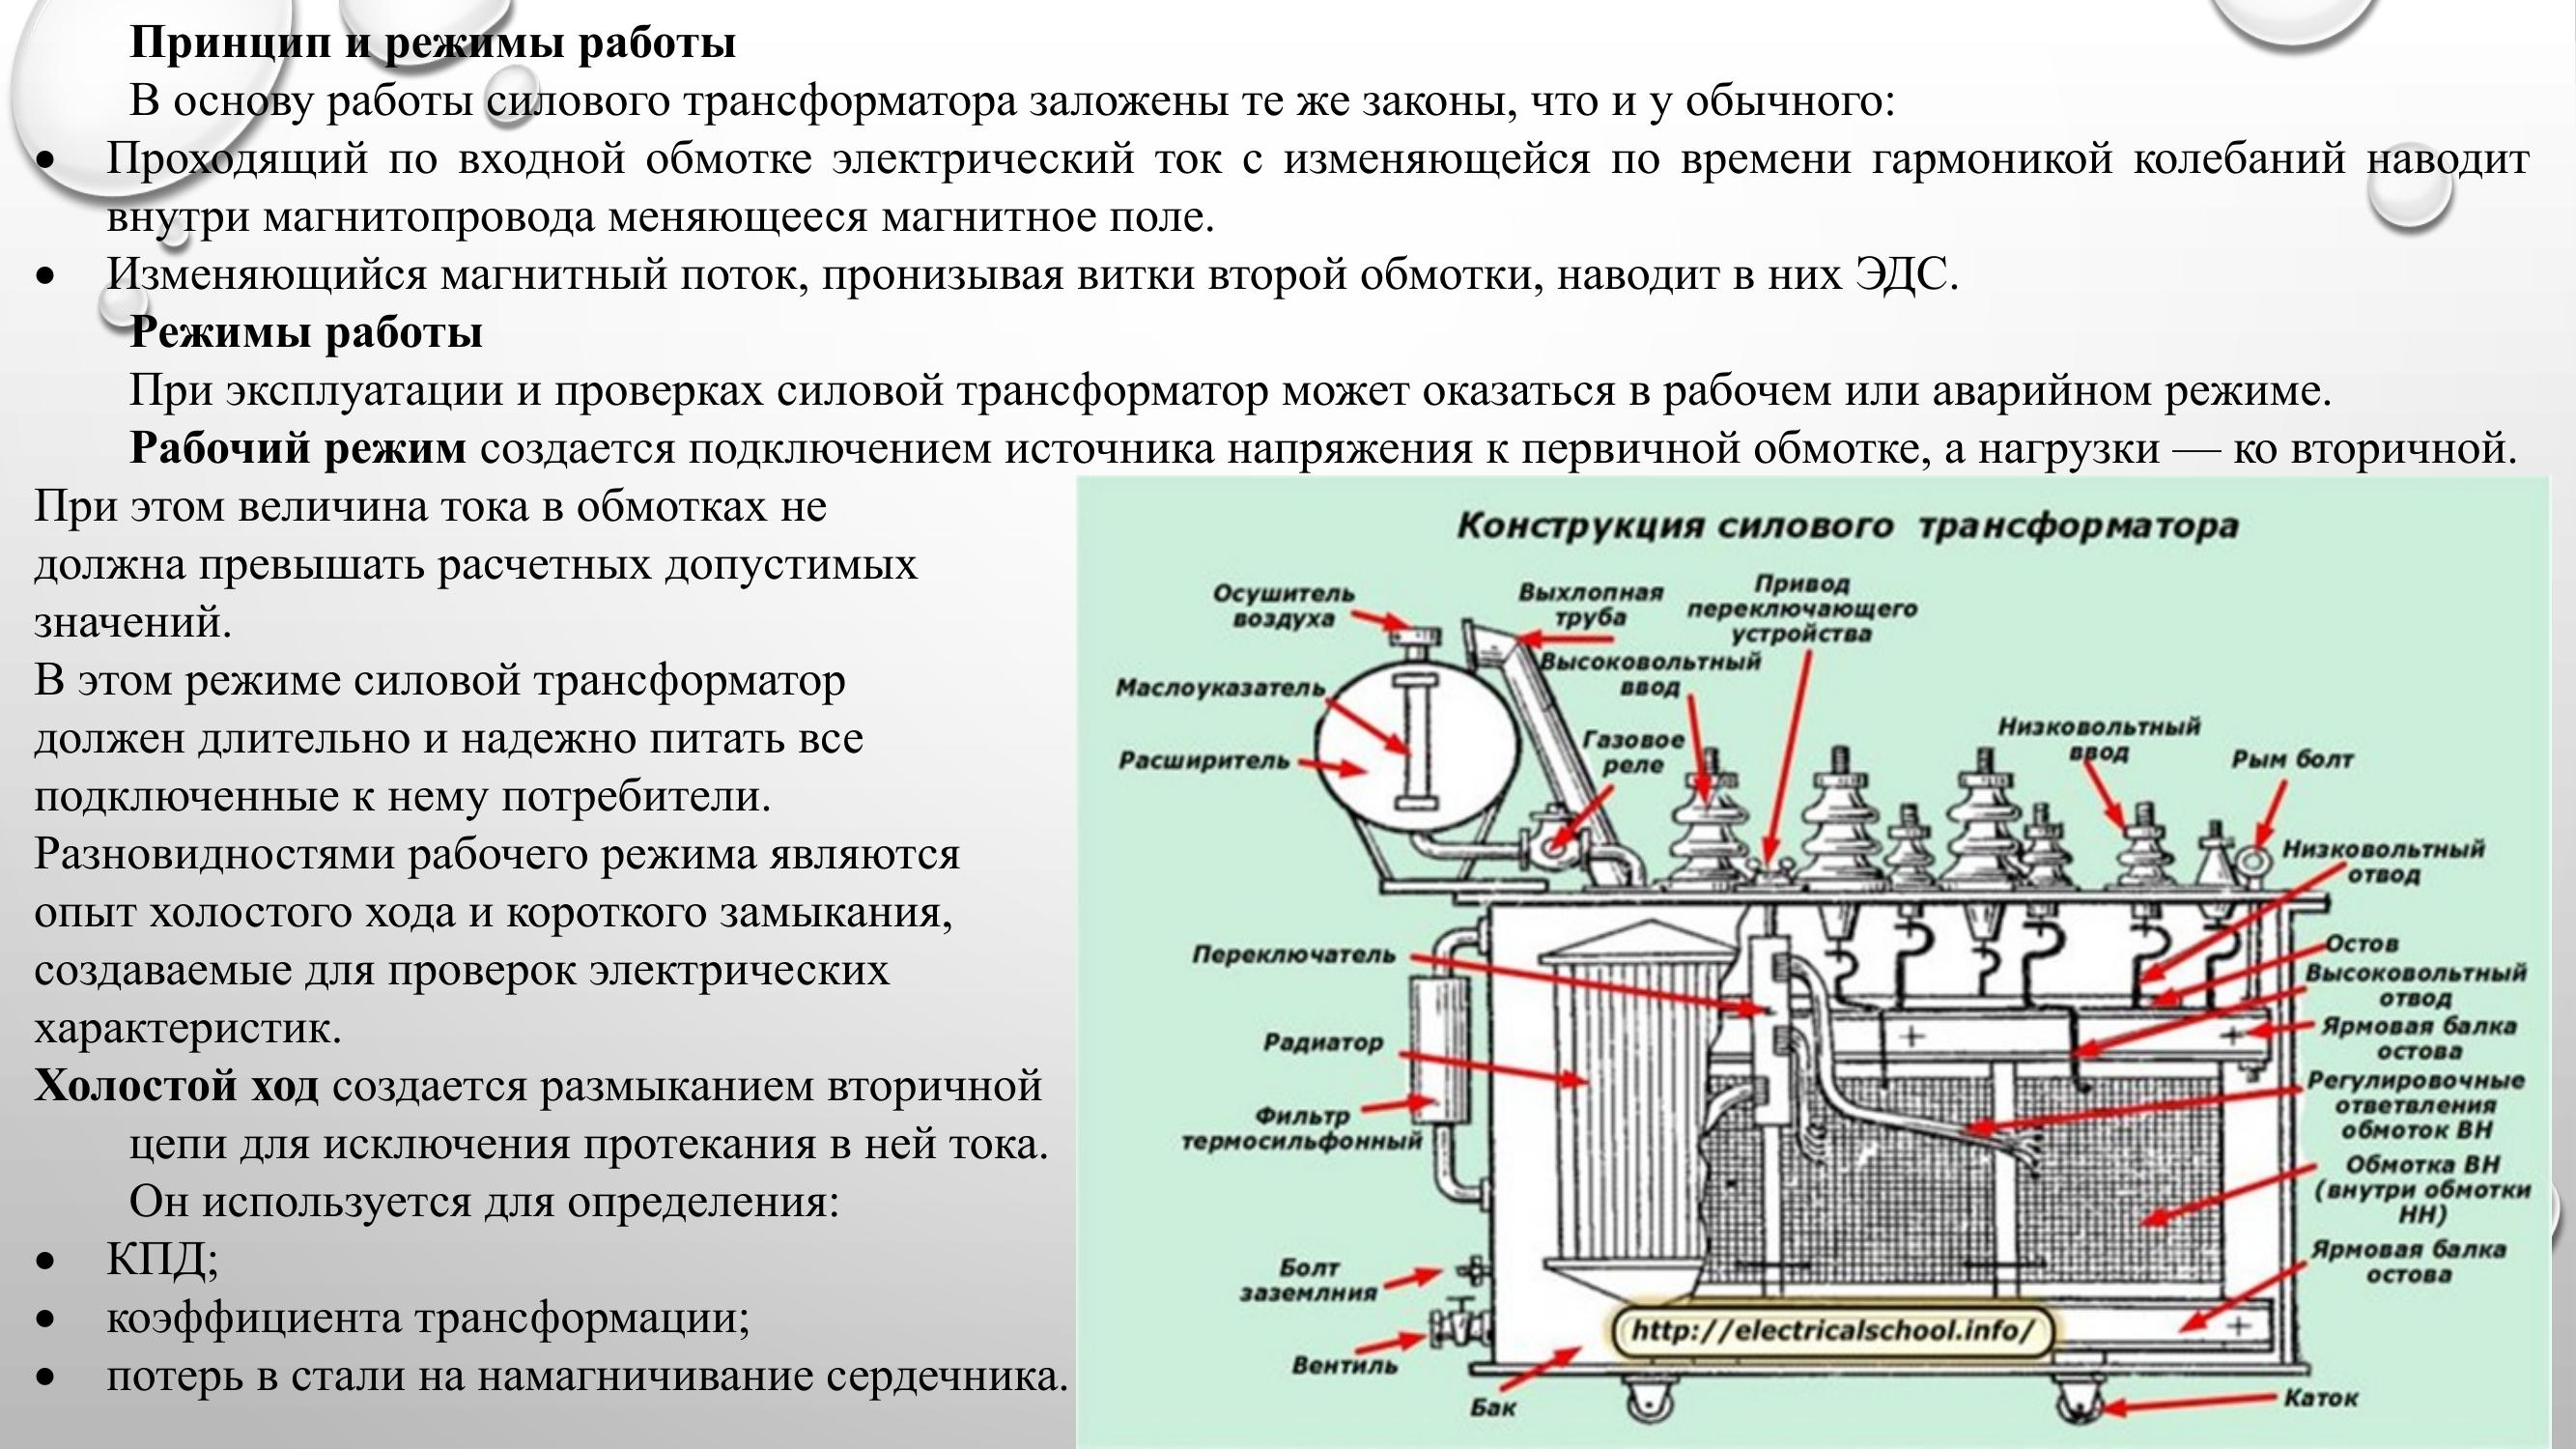 Принцип и режимы работы
В основу работы силового трансформатора заложены те же законы, что и у обычного:
• Проходящий по входной обмотке электрический ток с изменяющейся по времени гармоникой колебаний наводит
внутри магнитопровода меняющееся магнитное поле.
• Изменяющийся магнитный поток, пронизывая витки второй обмотки, наводит в них ЭДС.
Режимы работы
При эксплуатации и проверках силовой трансформатор может оказаться в рабочем или аварийном режиме.
Рабочий режим создается подключением источника напряжения к первичной обмотке, а нагрузки — ко вторичной.
При этом величина тока в обмотках не
должна превышать расчетных допустимых
значений.
В этом режиме силовой трансформатор
должен длительно и надежно питать все
подключенные к нему потребители.
Разновидностями рабочего режима являются
опыт холостого хода и короткого замыкания,
создаваемые для проверок электрических
характеристик.
Холостой ход создается размыканием вторичной
цепи для исключения протекания в ней тока.
Он используется для определения:
• КПД;
• коэффициента трансформации;
• потерь в стали на намагничивание сердечника.
Конструкция силового трансформатора
Осушитель
воздуха
Выхлопная
труба
Привод
переключающего
устройства
Высоковольтный
ввод
Маслоуказатель
Расширитель
Газовое
реле
Низковольтный
ввод
Рым болт
Низковольтный
отвод
Переключатель
Остов
Высоковольтный
отвод
Радиатор
Ярмовая балка
остова
Фильтр
термосильфонный
Регулировочные
ответвления
обмоток ВН
Обмотка ВН
(внутри обмотки
НН)
Болт
заземлния
Ярмовая балка
остова
Вентиль
http://electricalschool.info/
Бак
Каток